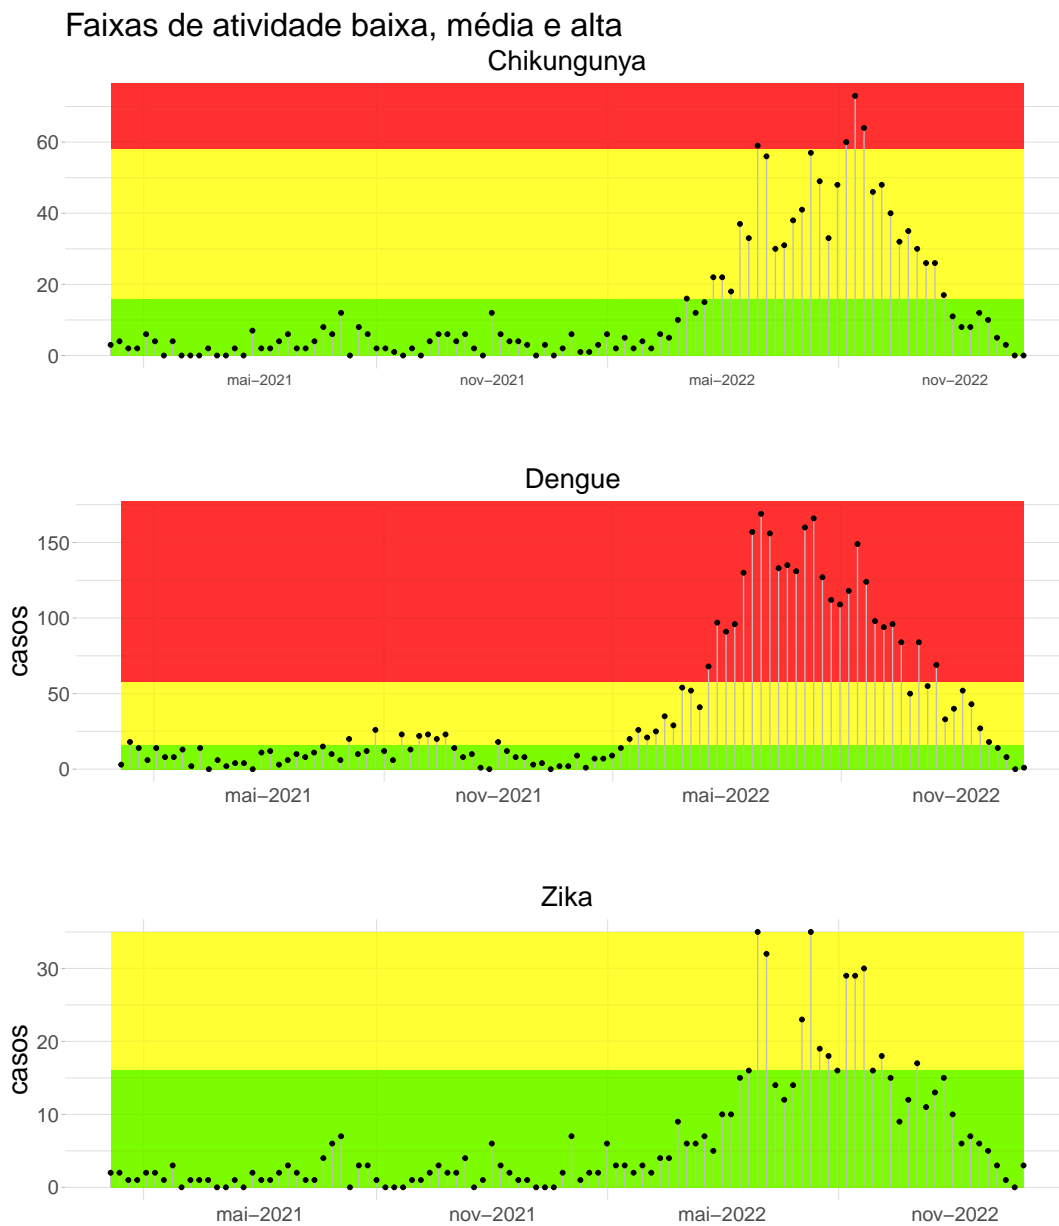 Faixas de atividade baixa, média e alta
Chikungunya
60
40
20
0
mai−2021 nov−2021 mai−2022 nov−2022
Dengue
casos
150
100
50
0
mai−2021 nov−2021 mai−2022 nov−2022
Zika
casos
30
20
10
0
mai−2021 nov−2021 mai−2022 nov−2022